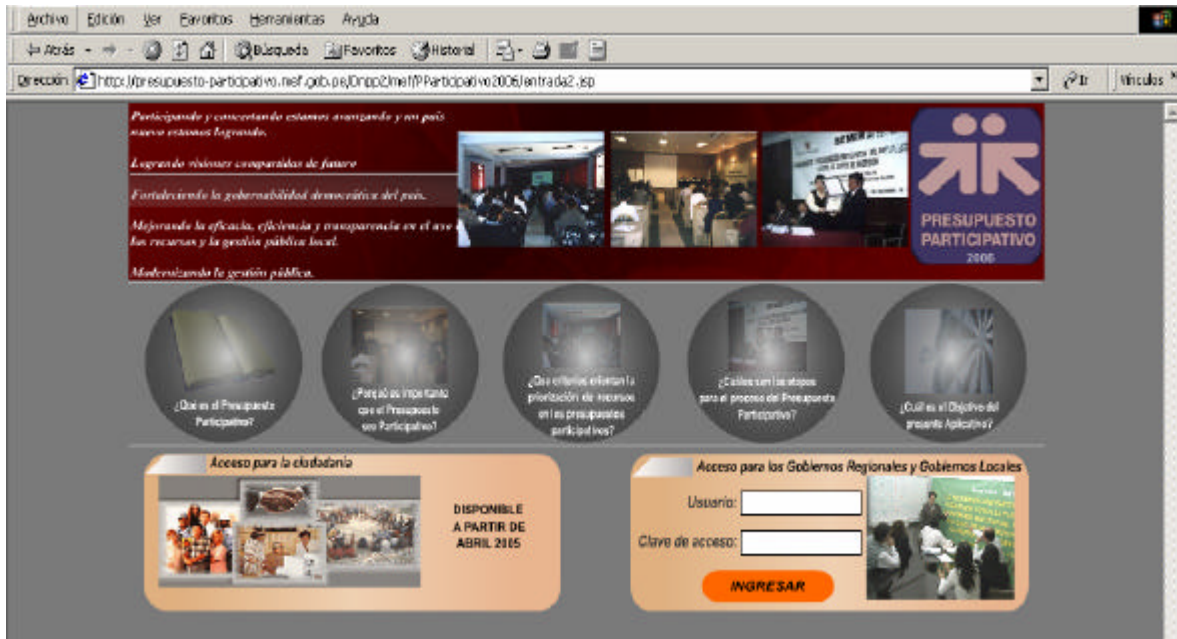 Archivo Edición Ver Favoritos Herramientas Ayuda
Atrás Búsqueda Favoritos Historial
Dirección http://presupuesto-participativo.mef.gob.pe/Dnpp2/mef/PParticipativo2006/entrada2.jsp Ir Vínculos
Participando y concertando estamos avanzando y un país
nuevo estamos logrando.
Logrando visiones compartidas de futuro
Fortaleciendo la gobernabilidad democrática del país.
Mejorando la eficacia, eficiencia y transparencia en el uso
los recursos y la gestión pública local.
Modernizando la gestión pública.
PRESUPUESTO
PARTICIPATIVO
2006
¿Qué es el Presupuesto
Participativo?
¿Porqué es importante
que el Presupuesto
sea Participativo?
¿Que criterios orientan la
priorización de recursos
en los presupuestos
participativos?
¿Cuáles son las etapas
para el proceso del Presupuesto
Participativo?
¿Cuál es el Objetivo del
presente Aplicativo?
Acceso para la ciudadanía
DISPONIBLE
A PARTIR DE
ABRIL 2005
Acceso para los Gobiernos Regionales y Gobiernos Locales
Usuario:
Clave de acceso:
INGRESAR